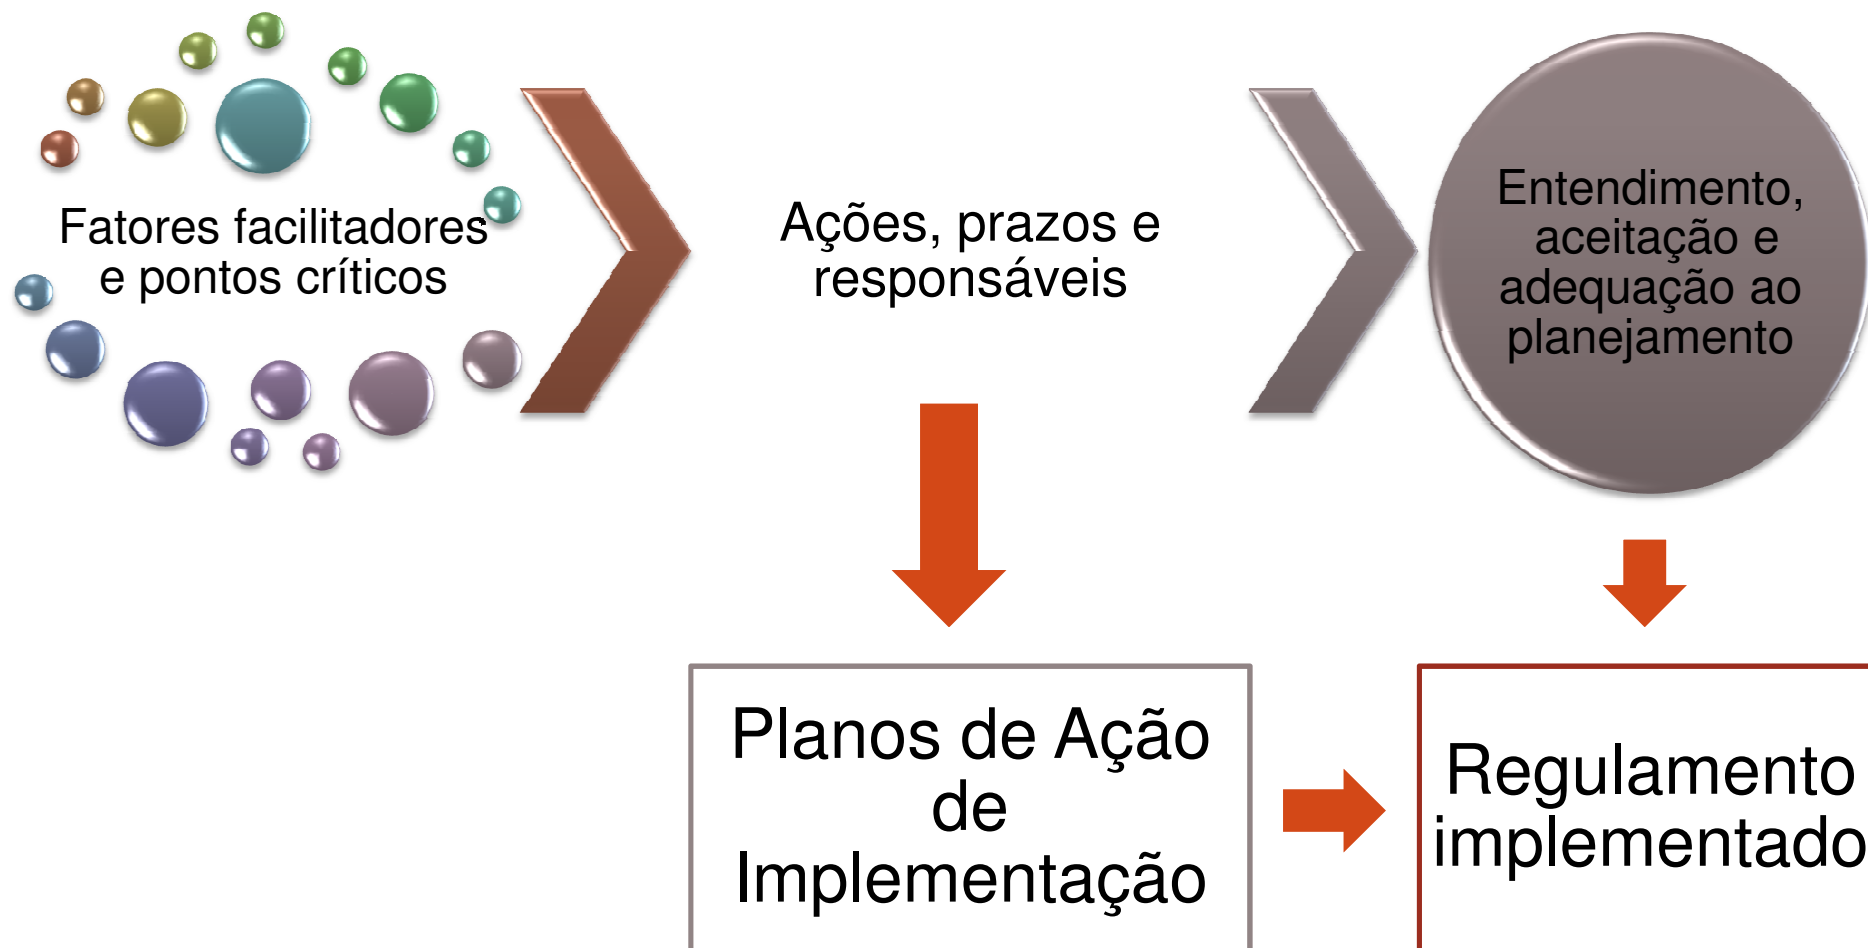 Fatores facilitadores
e pontos críticos
Ações, prazos e
responsáveis
Entendimento,
aceitação e
adequação ao
planejamento
Planos de Ação
de
Implementação
Regulamento
implementado